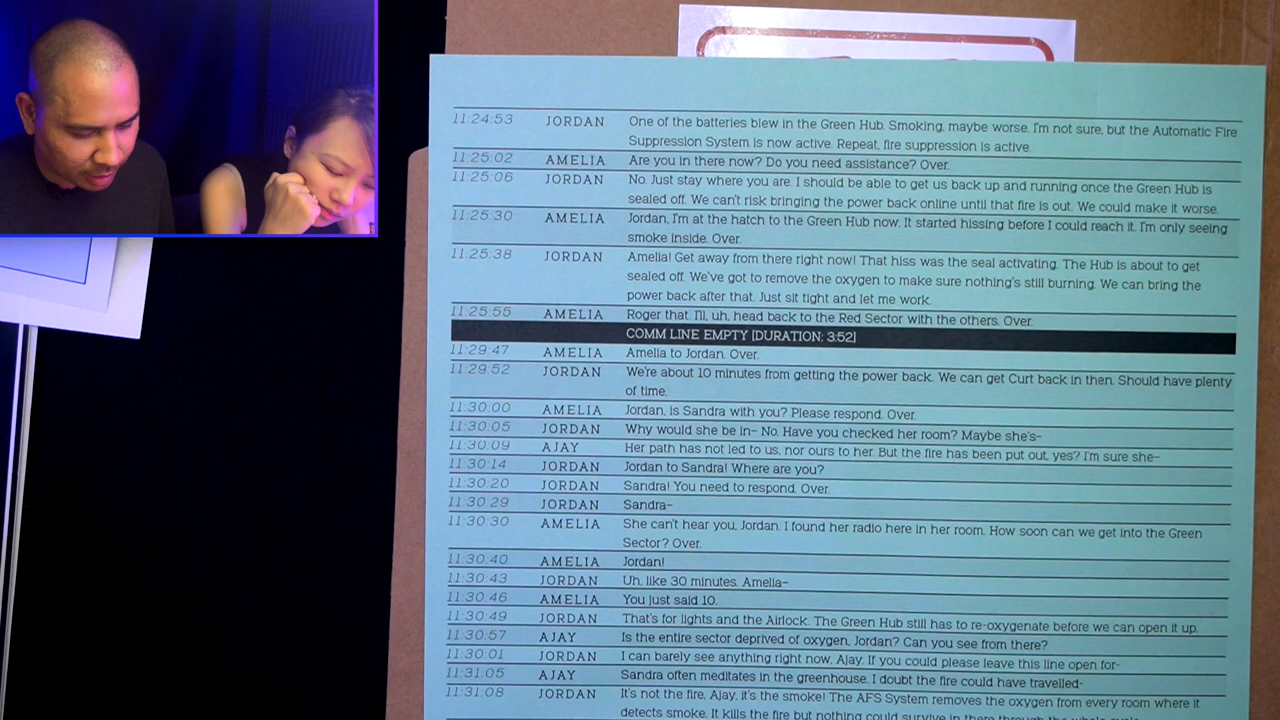 11:24:53 JORDAN One of the batteries blew in the Green Hub. Smoking, maybe worse. I'm not sure, but the Automatic Fire
Suppression System is now active. Repeat, fire suppression is active.
11:25:02 AMELIA Are you in there now? Do you need assistance? Over.
11:25:06 JORDAN No. Just stay where you are. I should be able to get us back up and running once the Green Hub is
sealed off. We can't risk bringing the power back online until that fire is out. We could make it worse.
11:25:30 AMELIA Jordan, I'm at the hatch to the Green Hub now. It started hissing before I could reach it. I'm only seeing
smoke inside. Over.
11:25:38 JORDAN Amelia! Get away from there right now! That hiss was the seal activating. The Hub is about to get
sealed off. We've got to remove the oxygen to make sure nothing's still burning. We can bring the
power back after that. Just sit tight and let me work.
11:25:55 AMELIA Roger that. I'll, uh, head back to the Red Sector with the others. Over.
COMM LINE EMPTY [DURATION: 3:52]
11:29:47 AMELIA Amelia to Jordan. Over.
11:29:52 JORDAN We're about 10 minutes from getting the power back. We can get Curt back in then. Should have plenty
of time.
11:30:00 AMELIA Jordan, is Sandra with you? Please respond. Over.
11:30:05 JORDAN Why would she be in- No. Have you checked her room? Maybe she's-
11:30:09 AJAY Her path has not led to us, nor ours to her. But the fire has been put out, yes? I'm sure she-
11:30:14 JORDAN Jordan to Sandra! Where are you?
11:30:20 JORDAN Sandra! You need to respond. Over.
11:30:29 JORDAN Sandra-
11:30:30 AMELIA She can't hear you, Jordan. I found her radio here in her room. How soon can we get into the Green
Sector? Over.
11:30:40 AMELIA Jordan!
11:30:43 JORDAN Uh, like 30 minutes. Amelia-
11:30:46 AMELIA You just said 10.
11:30:49 JORDAN That's for lights and the Airlock. The Green Hub still has to re-oxygenate before we can open it up.
11:30:57 AJAY Is the entire sector deprived of oxygen, Jordan? Can you see from there?
11:30:01 JORDAN I can barely see anything right now, Ajay. If you could please leave this line open for-
11:31:05 AJAY Sandra often meditates in the greenhouse. I doubt the fire could have travelled-
11:31:08 JORDAN It's not the fire, Ajay, it's the smoke! The AFS System removes the oxygen from every room where it
detects smoke. It kills the fire but nothing could survive in there through the whole